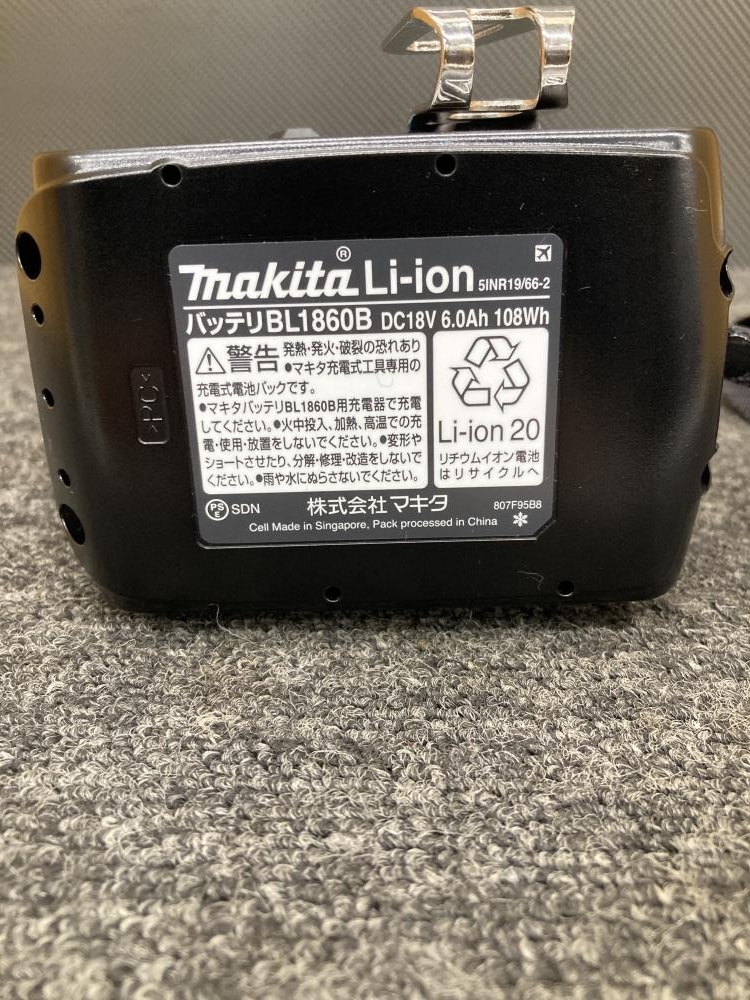 makita® Li-ion 5INR19/66-2
バッテリBL1860B DC18V 6.0Ah 108Wh
警告 発熱・発火・破裂の恐れあり
●マキタ充電式工具専用の
充電式電池パックです。
●マキタバッテリBL1860B用充電器で充電
してください。●火中投入、加熱、高温での充
電・使用・放置をしないでください。●変形や
ショートさせたり、分解・修理・改造をしないで
ください。●雨や水にぬらさないでください。
Li-ion 20
リチウムイオン電池
はリサイクルへ
PSE SDN
株式会社マキタ
807F95B8
Cell Made in Singapore, Pack processed in China
>PC<